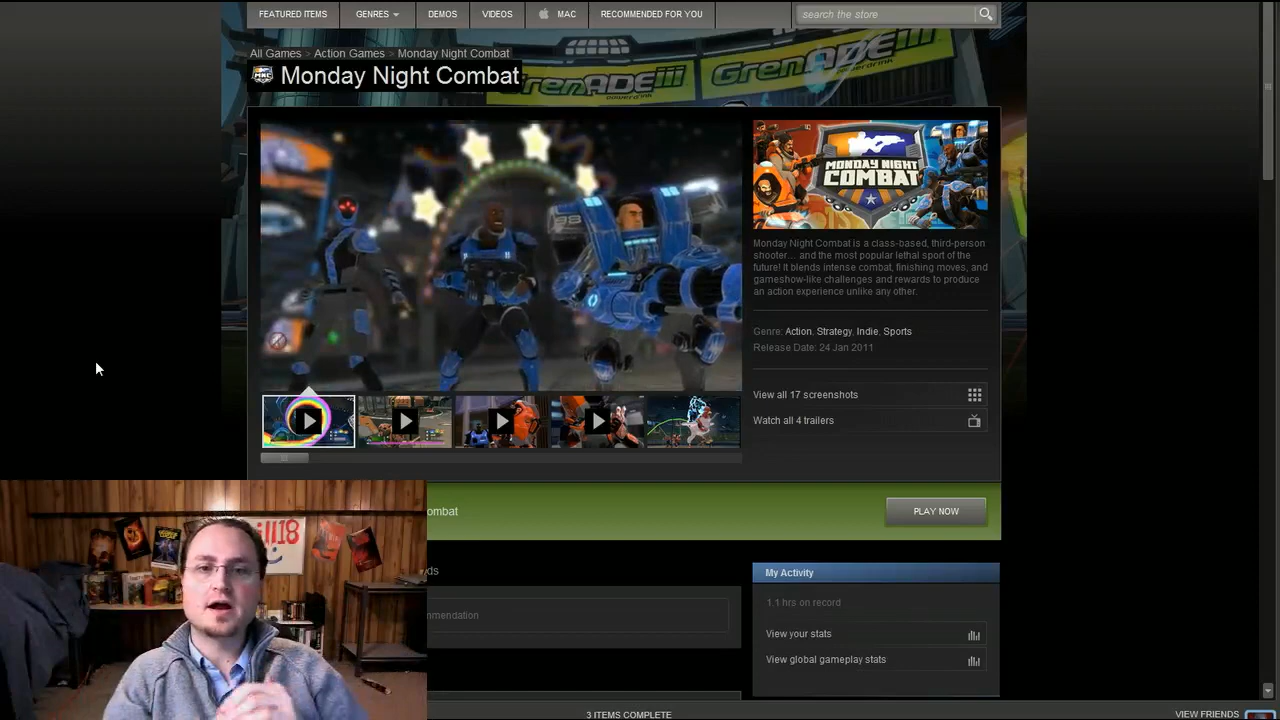 FEATURED ITEMS GENRES DEMOS VIDEOS MAC RECOMMENDED FOR YOU search the store
All Games > Action Games > Monday Night Combat
Monday Night Combat
GrenADEiii
powerdrink
GrenADEiii
MONDAY NIGHT
COMBAT
Monday Night Combat is a class-based, third-person
shooter... and the most popular lethal sport of the
future! It blends intense combat, finishing moves, and
gameshow-like challenges and rewards to produce
an action experience unlike any other.
Genre: Action, Strategy, Indie, Sports
Release Date: 24 Jan 2011
View all 17 screenshots
Watch all 4 trailers
ombat
PLAY NOW
ds
mmendation
My Activity
1.1 hrs on record
View your stats
View global gameplay stats
ill18
3 ITEMS COMPLETE
VIEW FRIENDS